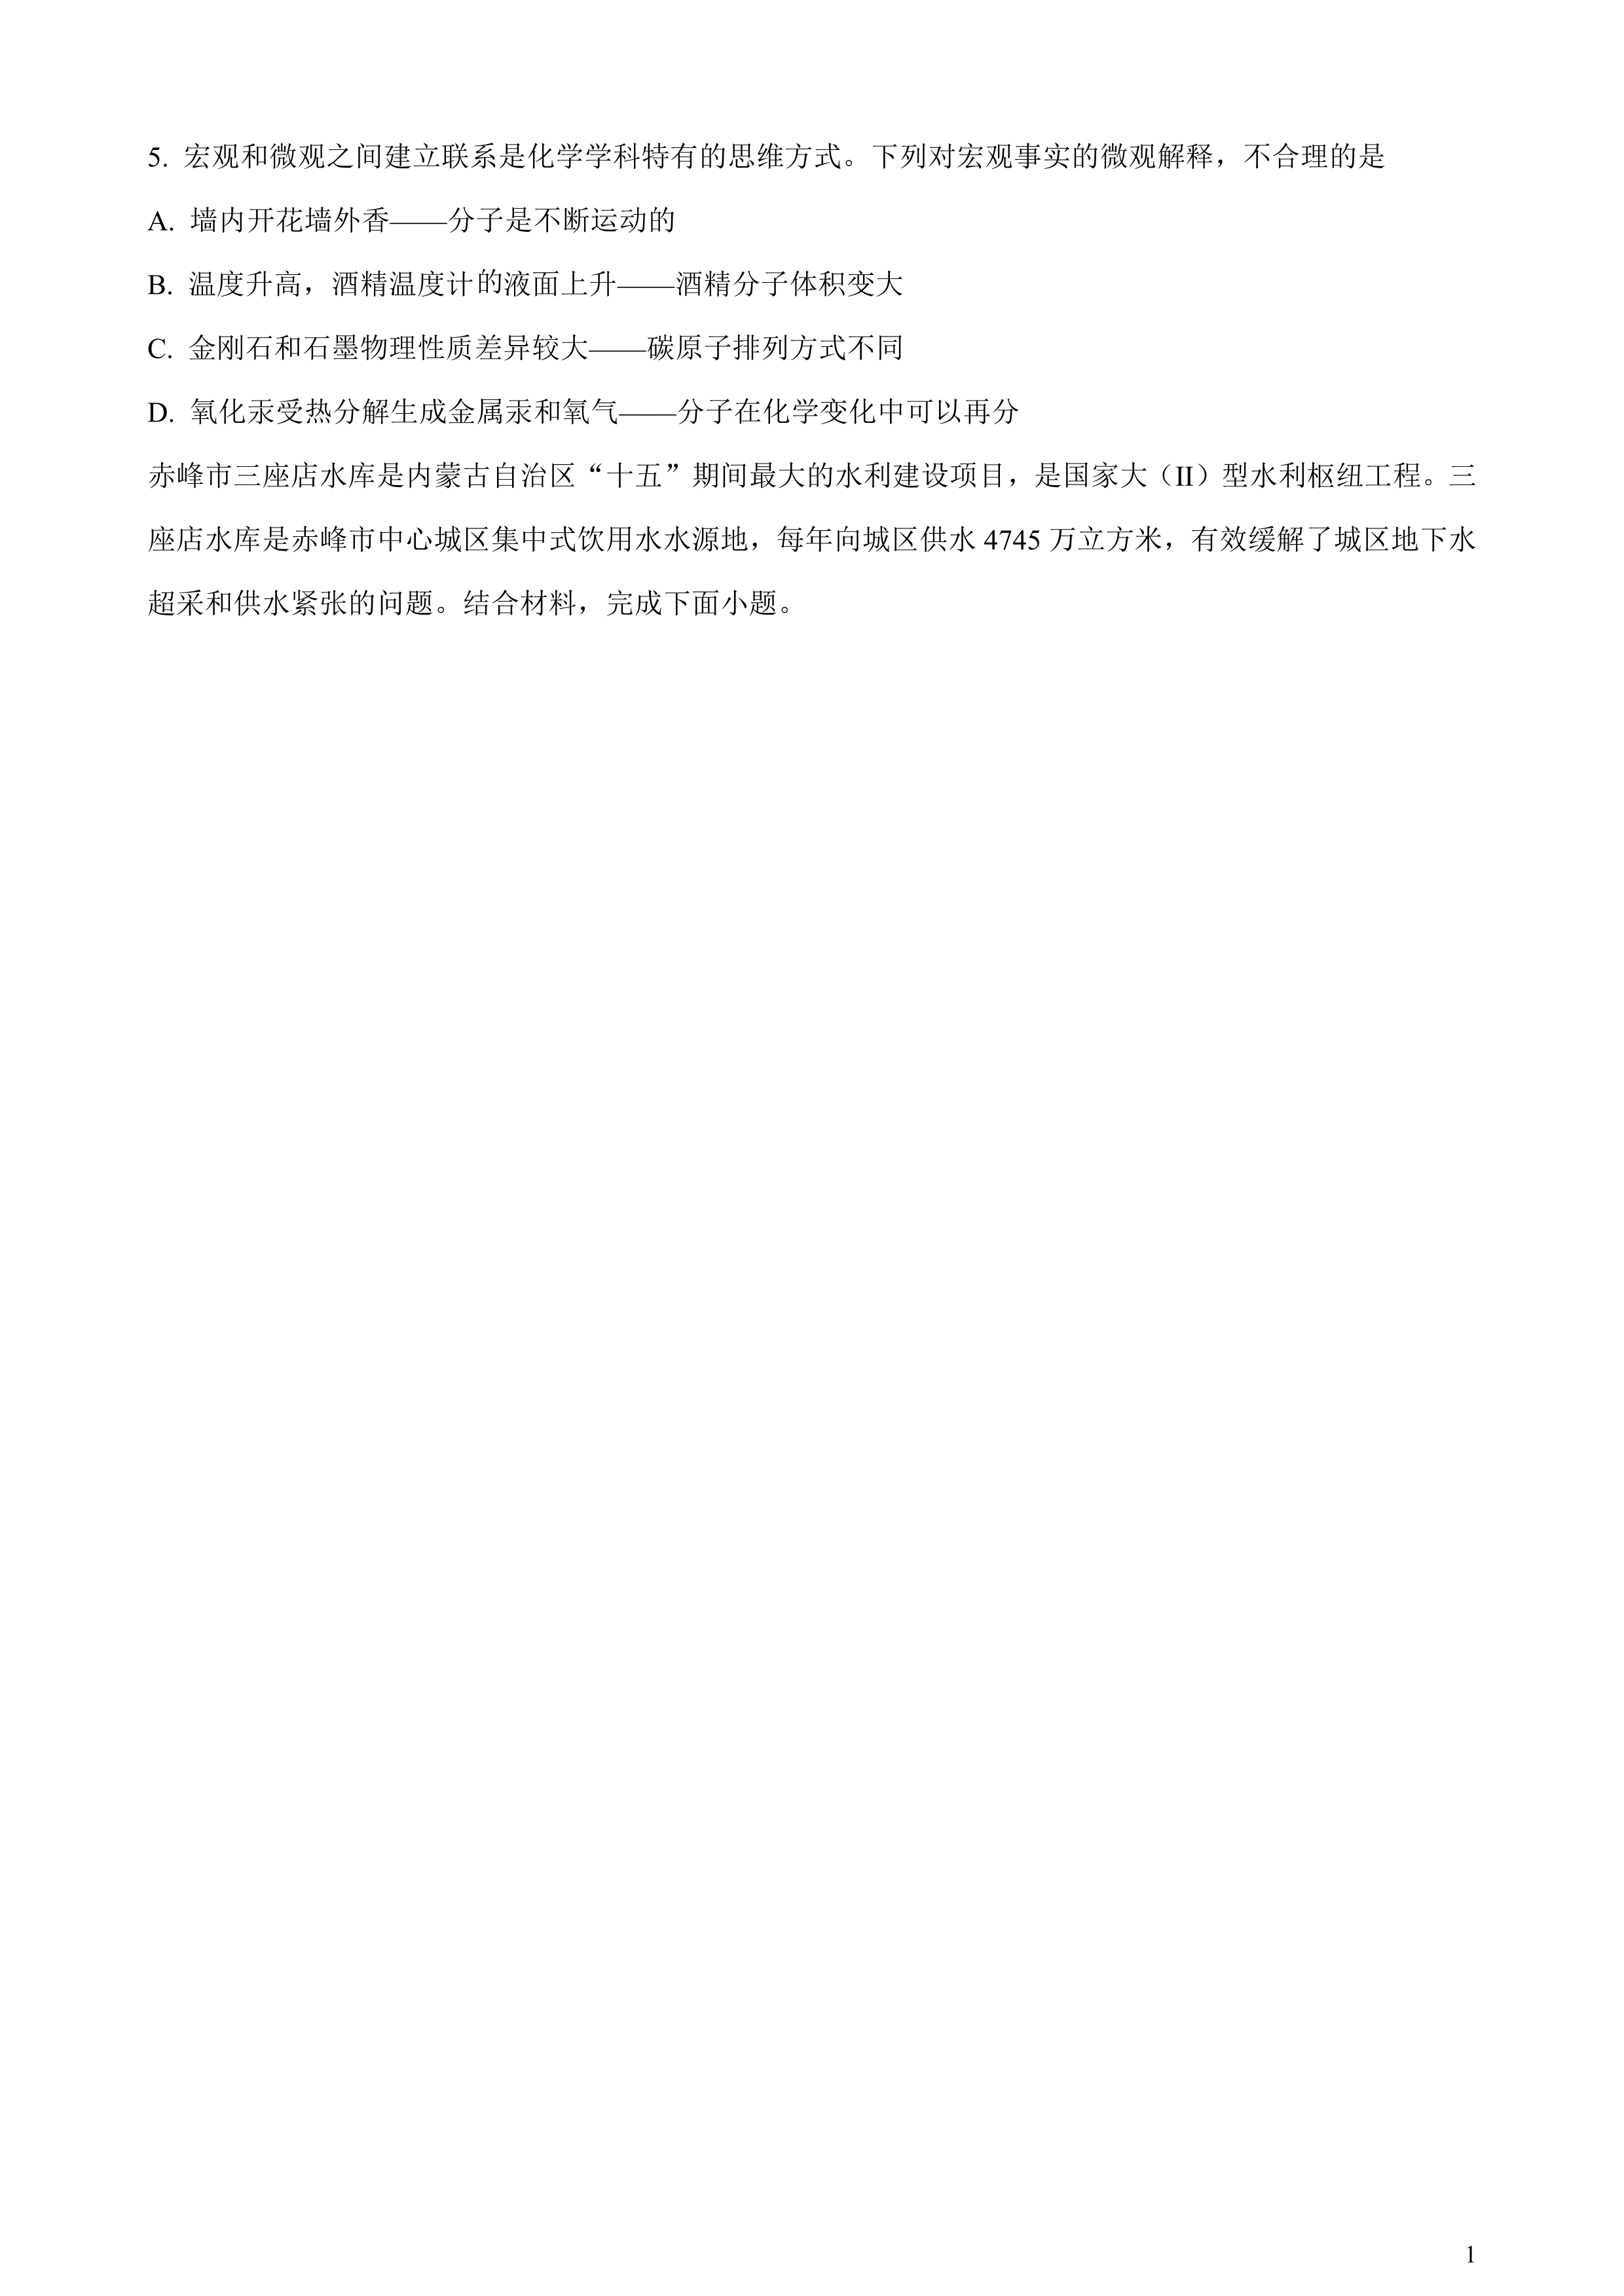 5. 宏观和微观之间建立联系是化学学科特有的思维方式。下列对宏观事实的微观解释，不合理的是
A. 墙内开花墙外香——分子是不断运动的
B. 温度升高，酒精温度计的液面上升——酒精分子体积变大
C. 金刚石和石墨物理性质差异较大——碳原子排列方式不同
D. 氧化汞受热分解生成金属汞和氧气——分子在化学变化中可以再分
赤峰市三座店水库是内蒙古自治区“十五”期间最大的水利建设项目，是国家大（II）型水利枢纽工程。三
座店水库是赤峰市中心城区集中式饮用水水源地，每年向城区供水 4745 万立方米，有效缓解了城区地下水
超采和供水紧张的问题。结合材料，完成下面小题。
1